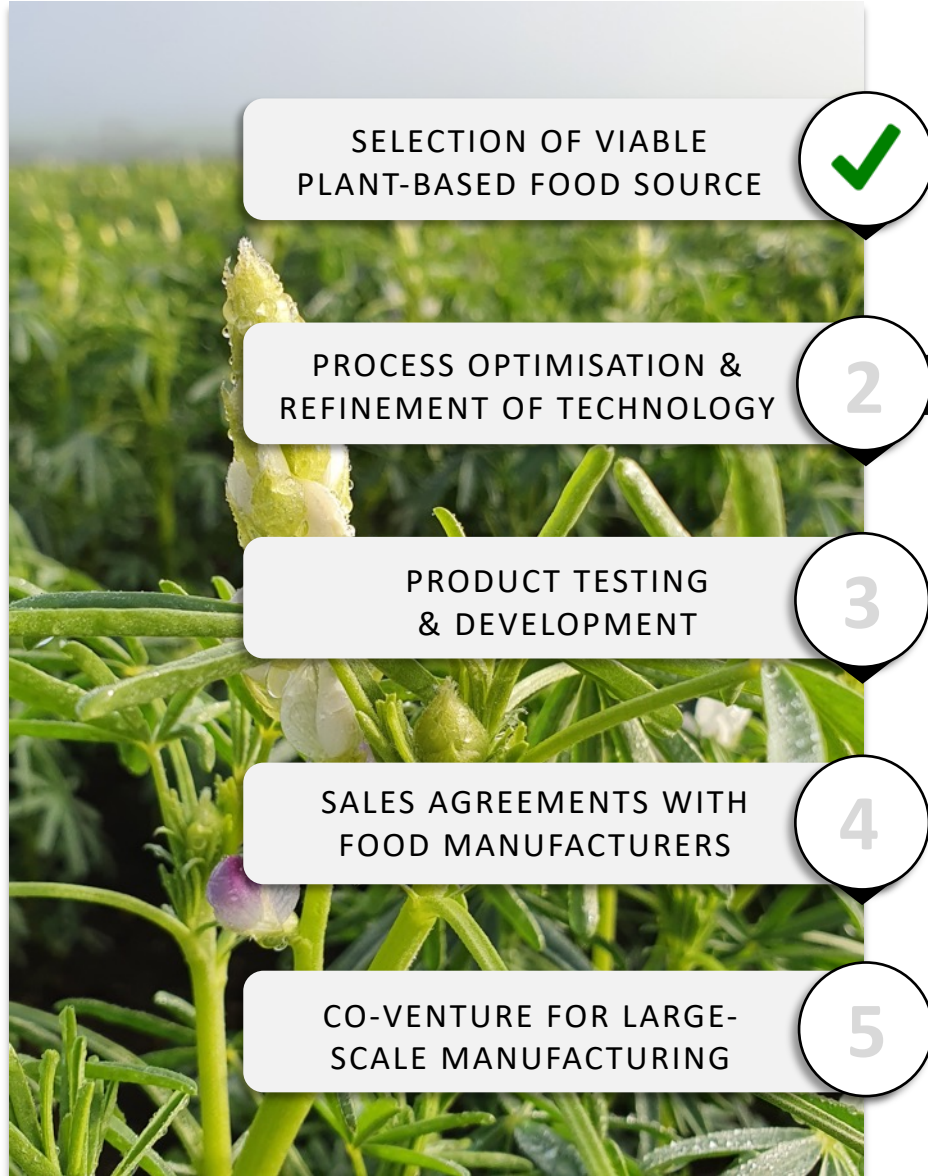 SELECTION OF VIABLE
PLANT-BASED FOOD SOURCE
PROCESS OPTIMISATION &
REFINEMENT OF TECHNOLOGY
2
PRODUCT TESTING
& DEVELOPMENT
3
SALES AGREEMENTS WITH
FOOD MANUFACTURERS
4
CO-VENTURE FOR LARGE-
SCALE MANUFACTURING
5